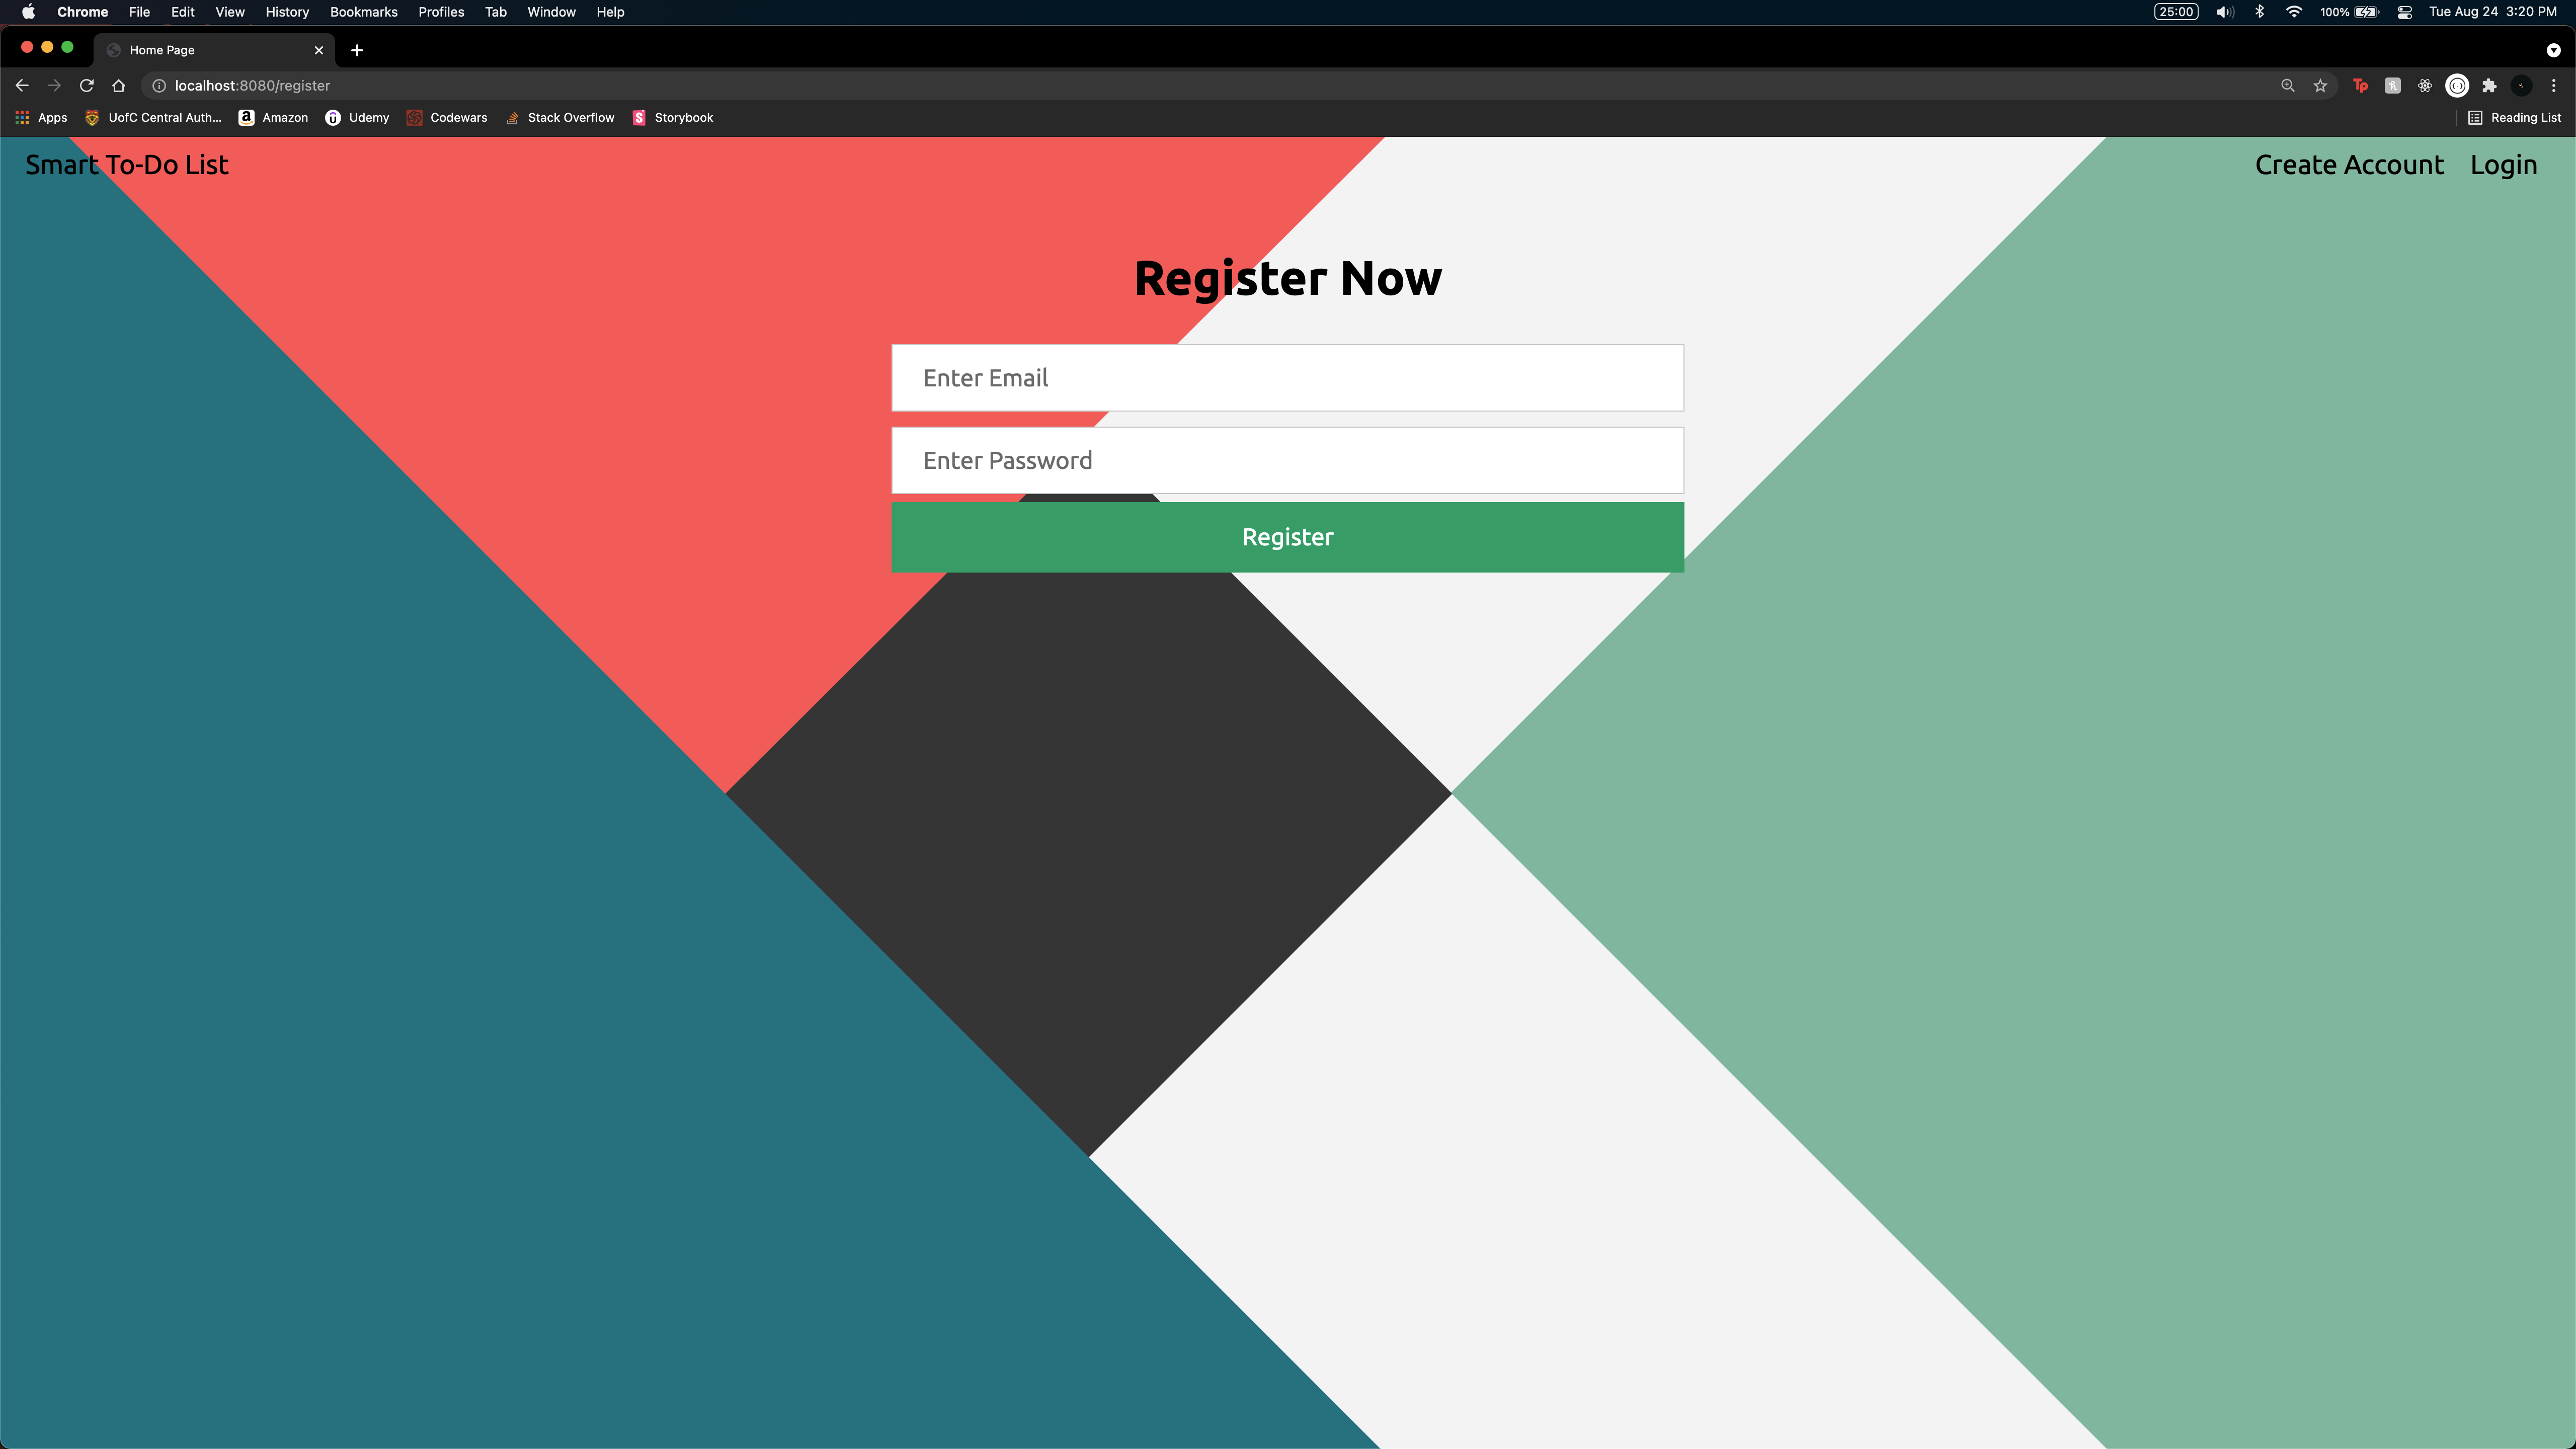 Chrome File Edit View History Bookmarks Profiles Tab Window Help 25:00 100% Tue Aug 24 3:20 PM
Home Page
localhost:8080/register
Apps UofC Central Auth... Amazon Udemy Codewars Stack Overflow Storybook Reading List
Smart To-Do List Create Account Login
Register Now
Enter Email
Enter Password
Register